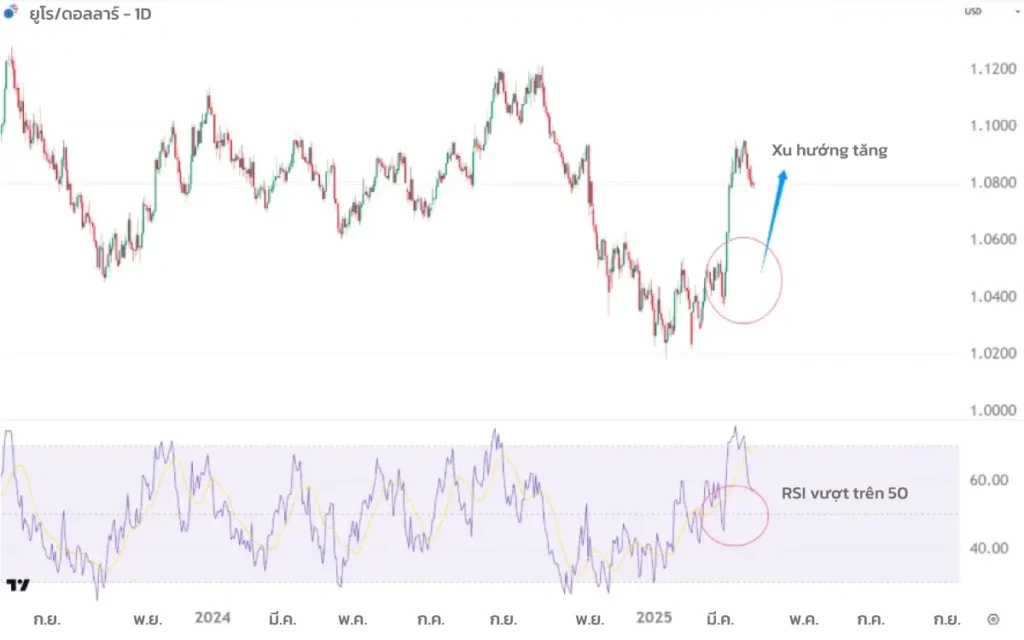 ยูโร/ดอลลาร์ - 1D
USD
1.1200
1.1000
Xu hướng tăng
1.0800
1.0600
1.0400
1.0200
1.0000
60.00
RSI vượt trên 50
40.00
ก.ย. พ.ย. 2024 มี.ค. พ.ค. ก.ค. ก.ย. พ.ย. 2025 มี.ค. พ.ค. ก.ค. ก.ย.